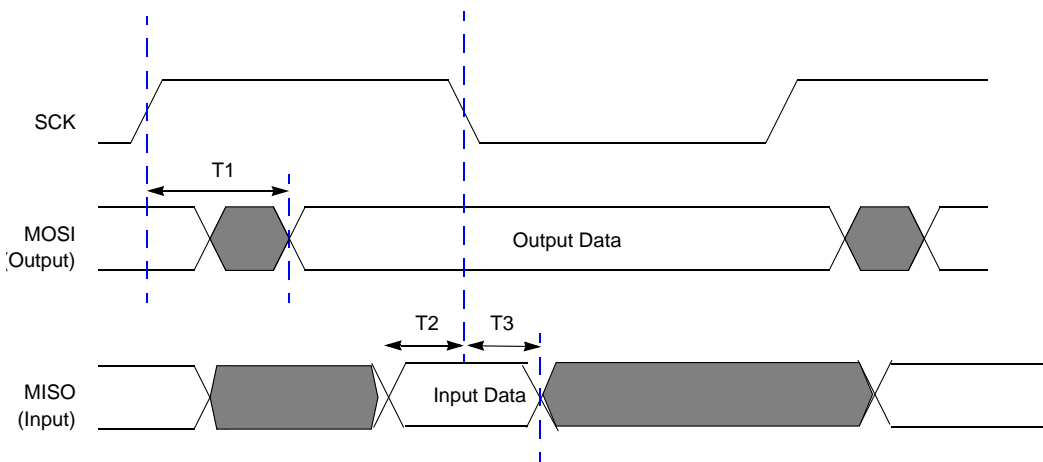 SCK
T1
MOSI
(Output)
Output Data
T2
T3
MISO
(Input)
Input Data